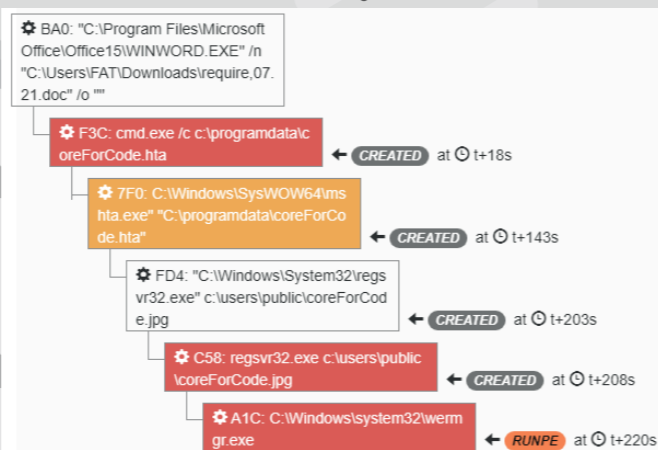 BA0: "C:\Program Files\Microsoft
Office\Office15\WINWORD.EXE" /n
"C:\Users\FAT\Downloads\require,07.
21.doc" /o ""
F3C: cmd.exe /c c:\programdata\c
oreForCode.hta
CREATED at t+18s
7F0: C:\Windows\SysWOW64\ms
hta.exe" "C:\programdata\coreForCo
de.hta"
CREATED at t+143s
FD4: "C:\Windows\System32\regs
vr32.exe" c:\users\public\coreForCod
e.jpg
CREATED at t+203s
C58: regsvr32.exe c:\users\public
\coreForCode.jpg
CREATED at t+208s
A1C: C:\Windows\system32\werm
gr.exe
RUNPE at t+220s